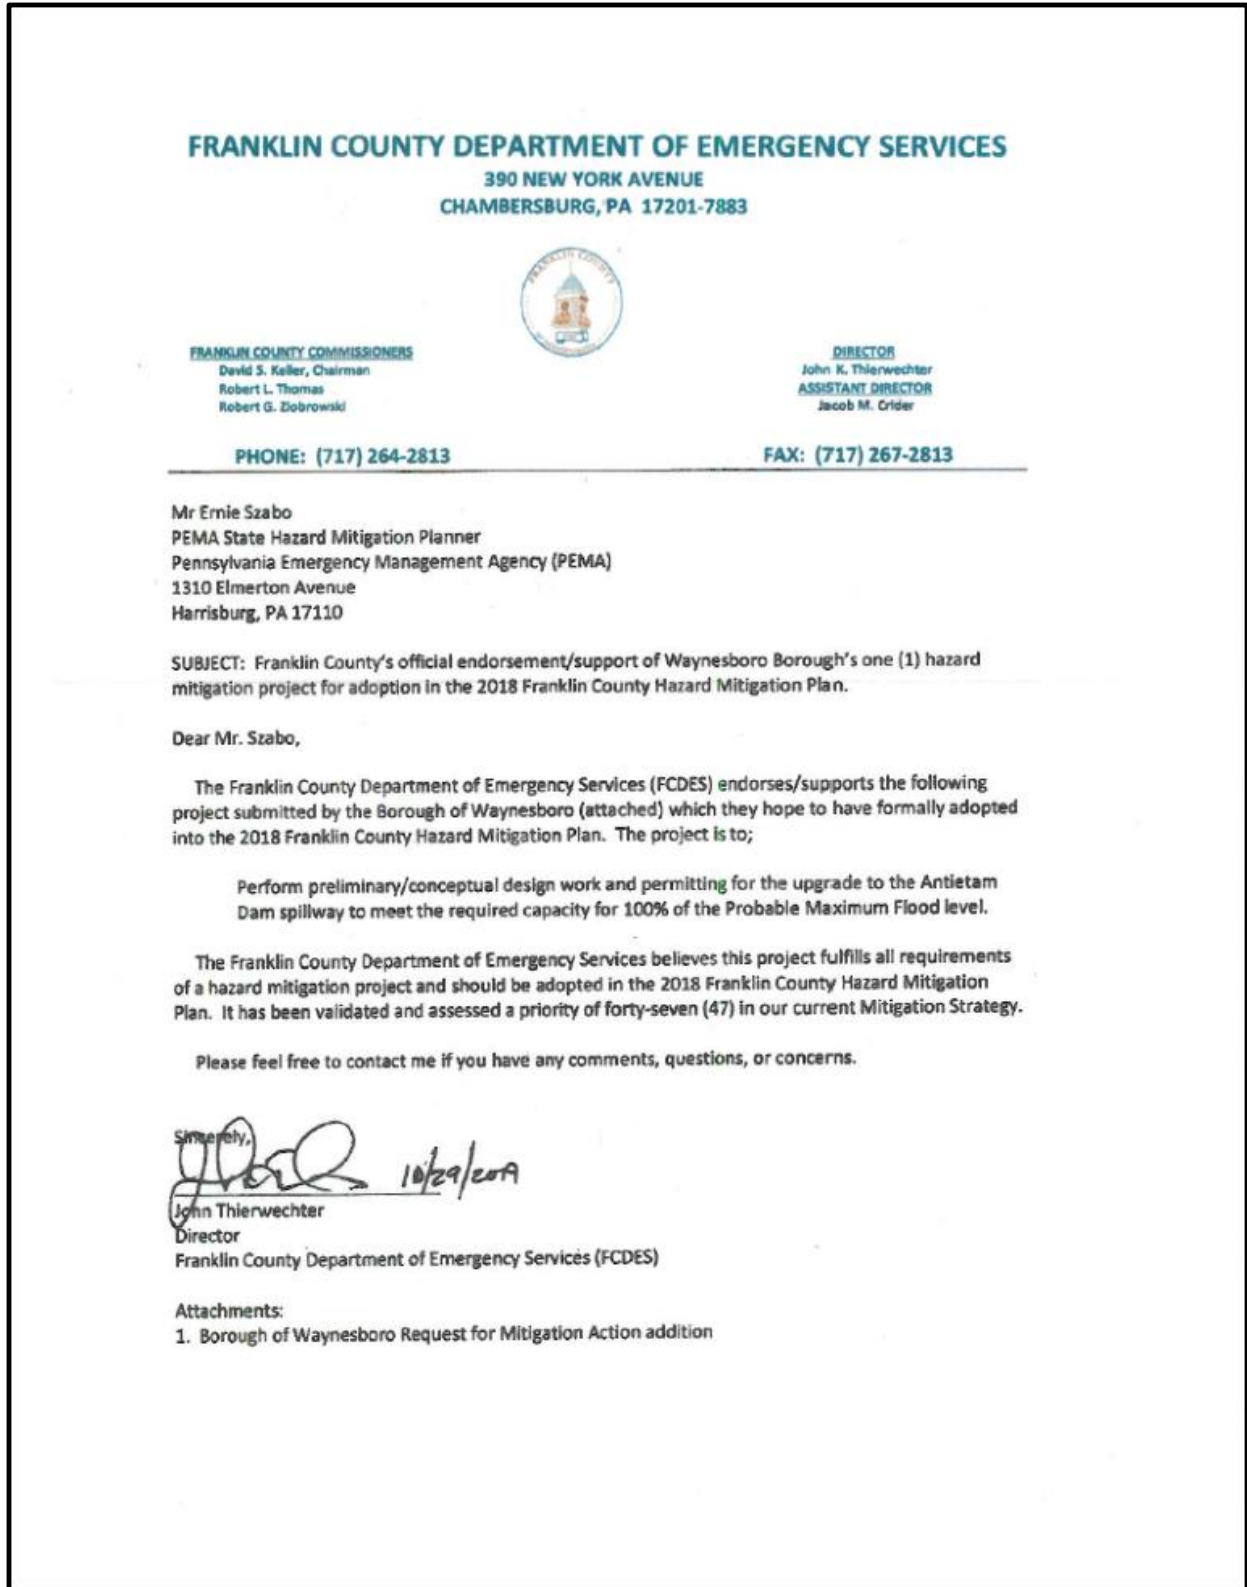 FRANKLIN COUNTY DEPARTMENT OF EMERGENCY SERVICES
390 NEW YORK AVENUE
CHAMBERSBURG, PA 17201-7883
FRANKLIN COUNTY
FRANKLIN COUNTY COMMISSIONERS
David S. Keller, Chairman
Robert L. Thomas
Robert G. Ziobrowski
DIRECTOR
John K. Thierwechter
ASSISTANT DIRECTOR
Jacob M. Crider
PHONE: (717) 264-2813
FAX: (717) 267-2813
Mr Ernie Szabo
PEMA State Hazard Mitigation Planner
Pennsylvania Emergency Management Agency (PEMA)
1310 Elmerton Avenue
Harrisburg, PA 17110
SUBJECT: Franklin County's official endorsement/support of Waynesboro Borough's one (1) hazard
mitigation project for adoption in the 2018 Franklin County Hazard Mitigation Plan.
Dear Mr. Szabo,
The Franklin County Department of Emergency Services (FCDES) endorses/supports the following
project submitted by the Borough of Waynesboro (attached) which they hope to have formally adopted
into the 2018 Franklin County Hazard Mitigation Plan. The project is to;
Perform preliminary/conceptual design work and permitting for the upgrade to the Antietam
Dam spillway to meet the required capacity for 100% of the Probable Maximum Flood level.
The Franklin County Department of Emergency Services believes this project fulfills all requirements
of a hazard mitigation project and should be adopted in the 2018 Franklin County Hazard Mitigation
Plan. It has been validated and assessed a priority of forty-seven (47) in our current Mitigation Strategy.
Please feel free to contact me if you have any comments, questions, or concerns.
Sincerely,
10/29/2019
John Thierwechter
Director
Franklin County Department of Emergency Services (FCDES)
Attachments:
1. Borough of Waynesboro Request for Mitigation Action addition